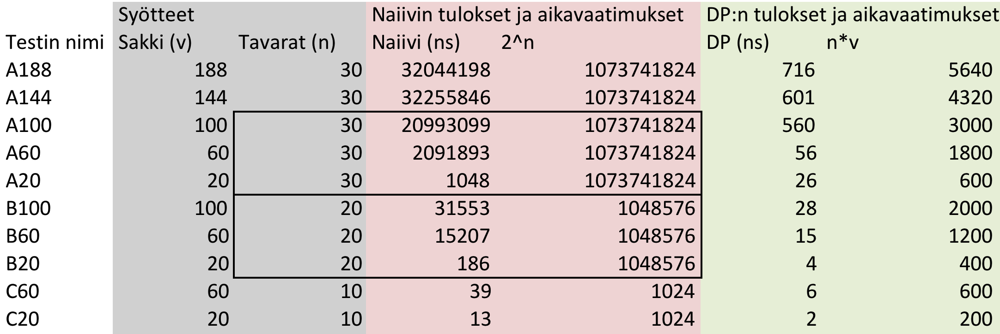 Syötteet Naiivin tulokset ja aikavaatimukset DP:n tulokset ja aikavaatimukset
Testin nimi Sakki (v) Tavarat (n) Naiivi (ns) 2^n DP (ns) n*v
A188 188 30 32044198 1073741824 716 5640
A144 144 30 32255846 1073741824 601 4320
A100 100 30 20993099 1073741824 560 3000
A60 60 30 2091893 1073741824 56 1800
A20 20 30 1048 1073741824 26 600
B100 100 20 31553 1048576 28 2000
B60 60 20 15207 1048576 15 1200
B20 20 20 186 1048576 4 400
C60 60 10 39 1024 6 600
C20 20 10 13 1024 2 200